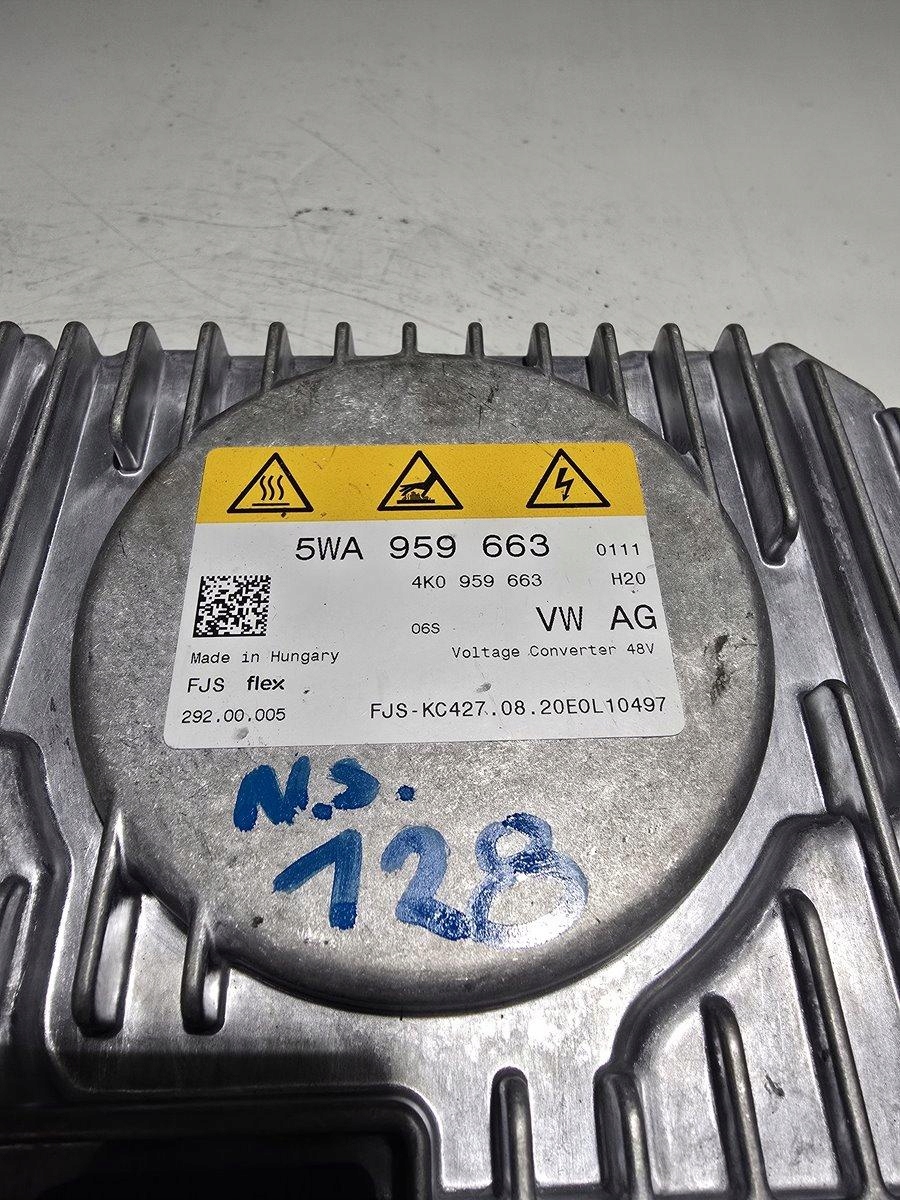 5WA 959 663 0111
4K0 959 663 H20
06S VW AG
Made in Hungary Voltage Converter 48V
FJS flex
292.00.005 FJS-KC427.08.20E0L10497
N.S.
128